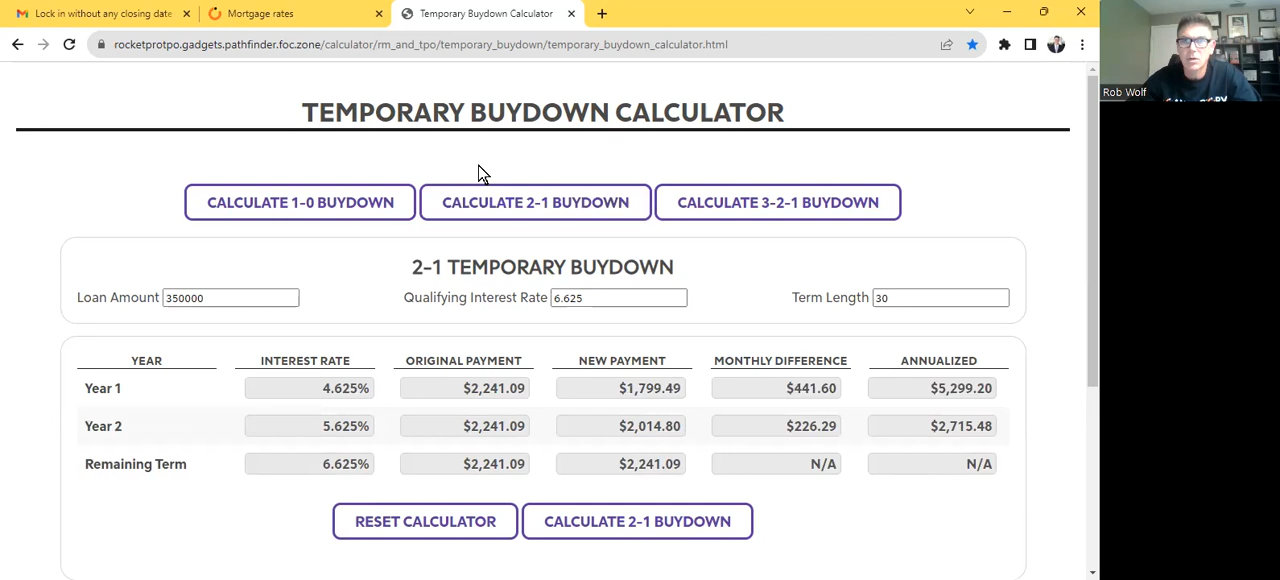 Lock in without any closing date
Mortgage rates
Temporary Buydown Calculator
rocketprotpo.gadgets.pathfinder.foc.zone/calculator/rm_and_tpo/temporary_buydown/temporary_buydown_calculator.html
Rob Wolf
TEMPORARY BUYDOWN CALCULATOR
CALCULATE 1-0 BUYDOWN CALCULATE 2-1 BUYDOWN CALCULATE 3-2-1 BUYDOWN
2-1 TEMPORARY BUYDOWN
Loan Amount 350000 Qualifying Interest Rate 6.625 Term Length 30
YEAR INTEREST RATE ORIGINAL PAYMENT NEW PAYMENT MONTHLY DIFFERENCE ANNUALIZED
Year 1 4.625% $2,241.09 $1,799.49 $441.60 $5,299.20
Year 2 5.625% $2,241.09 $2,014.80 $226.29 $2,715.48
Remaining Term 6.625% $2,241.09 $2,241.09 N/A N/A
RESET CALCULATOR CALCULATE 2-1 BUYDOWN